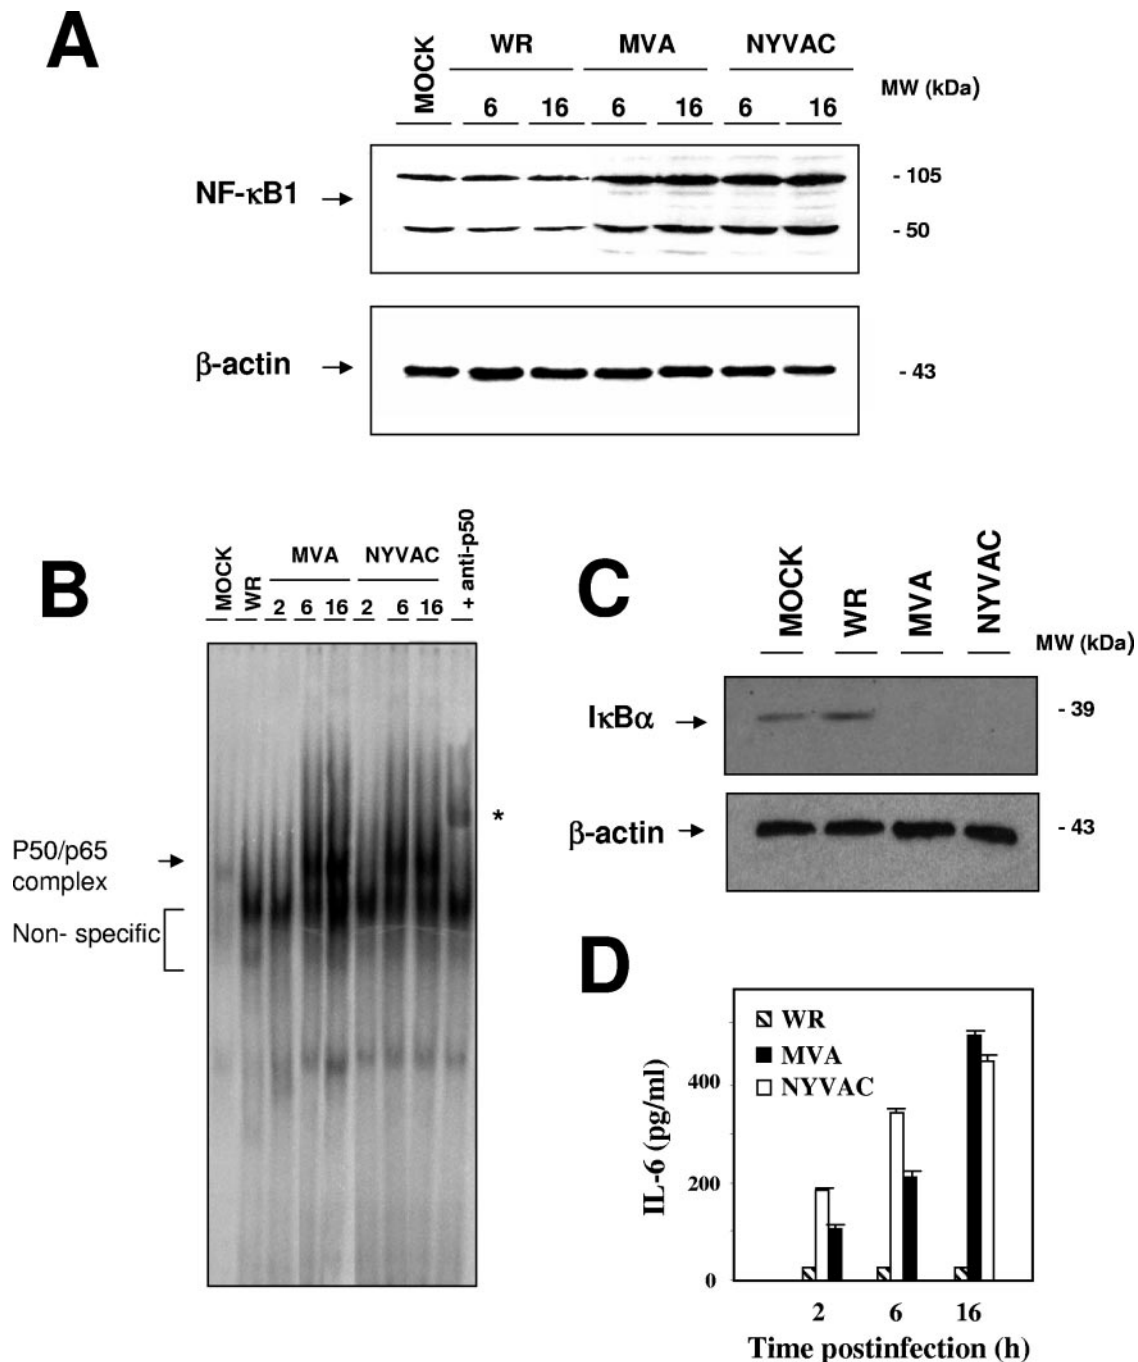 A
MOCK
WR
MVA
NYVAC
MW (kDa)
6
16
6
16
6
16
NF-κB1
- 105
- 50
β-actin
- 43
B
MOCK
WR
MVA
NYVAC
+ anti-p50
2
6
16
2
6
16
*
P50/p65
complex
Non- specific
C
MOCK
WR
MVA
NYVAC
MW (kDa)
IκBα
- 39
β-actin
- 43
D
WR
MVA
NYVAC
IL-6 (pg/ml)
400
200
0
2
6
16
Time postinfection (h)